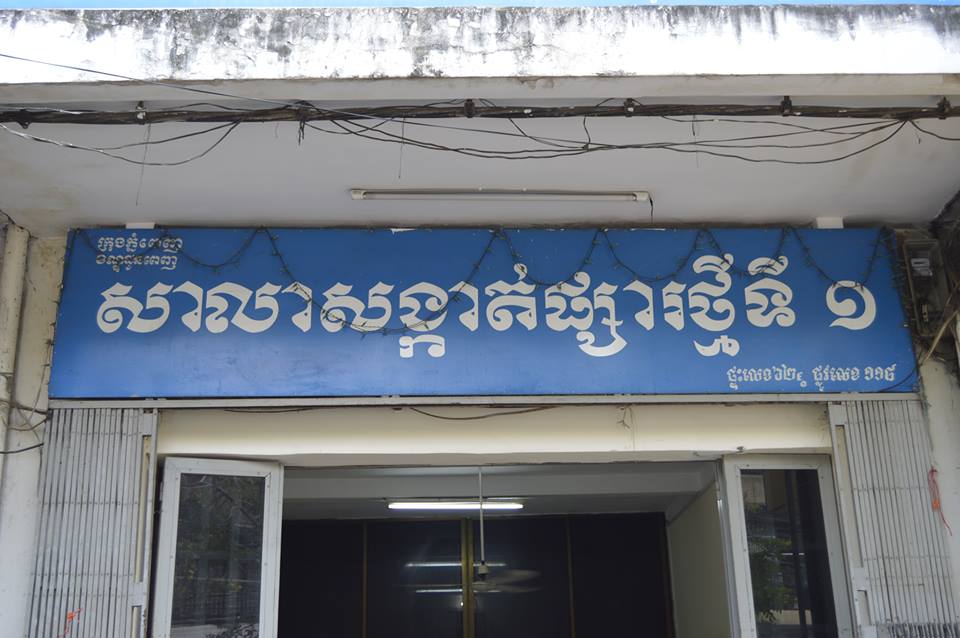 ក្រុងភ្នំពេញ
ខណ្ឌដូនពេញ
សាលាសង្កាត់ផ្សារថ្មីទី ១
ផ្ទះលេខ ៦២ ផ្លូវលេខ ១១៨